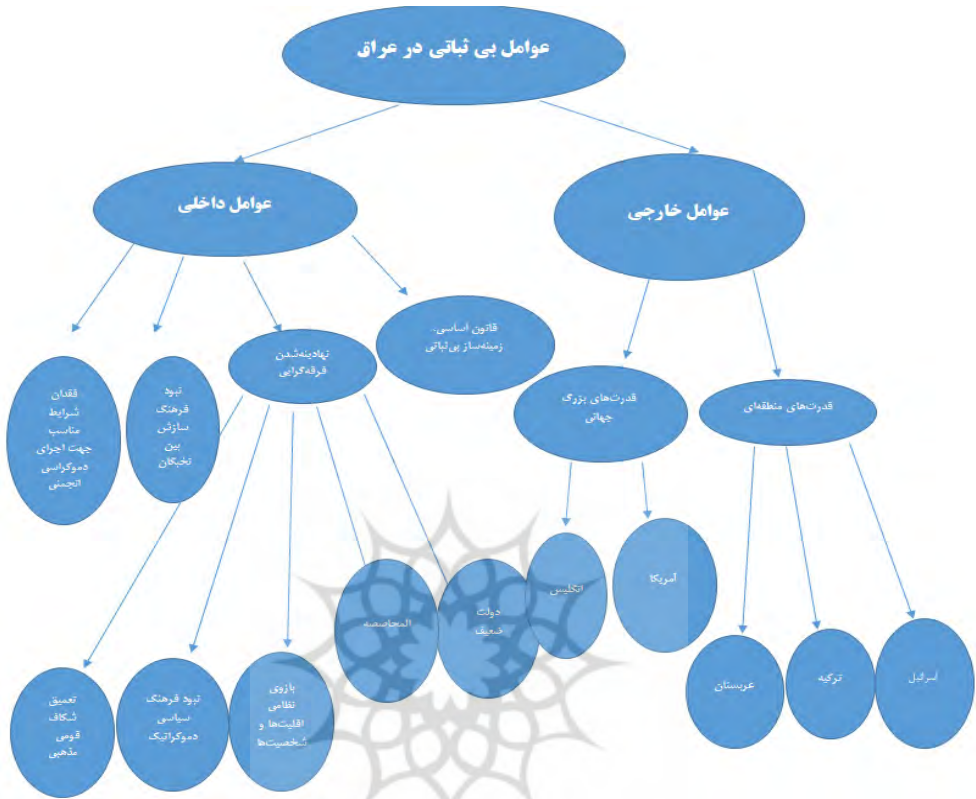 عوامل بی ثباتی در عراق
عوامل خارجی
عوامل داخلی
قانون اساسی..
زمینه‌ساز بی‌ثباتی
نهادینه‌شدن
فرقه‌گرایی
نبود
فرهنگ
سازش
بین
نخبگان
فقدان
شرایط
مناسب
جهت اجرای
دموکراسی
انجمنی
قدرت‌های منطقه‌ای
قدرت‌های بزرگ
جهانی
آمریکا
انگلیس
دولت
ضعیف
المحاصصه
اسرائیل
ترکیه
عربستان
بازوی
نظامی
اقلیت‌ها و
شخصیت‌ها
نبود فرهنگ
سیاسی
دموکراتیک
تعمیق
شکاف
قومی
مذهبی